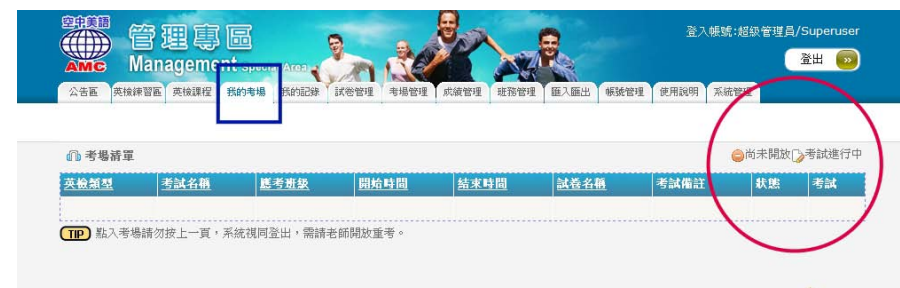 空中美語
AMC
管理專區
Management Special Area
登入帳號:超級管理員/Superuser
登出
公告區 英檢練習區 英檢課程 我的考場 我的記錄 試卷管理 考場管理 成績管理 班務管理 匯入匯出 帳號管理 使用說明 系統管理
考場清單
尚未開放 考試進行中
英檢類型 考試名稱 應考班級 開始時間 結束時間 試卷名稱 考試備註 狀態 考試
TIP 點入考場請勿按上一頁，系統視同登出，需請老師開放重考。